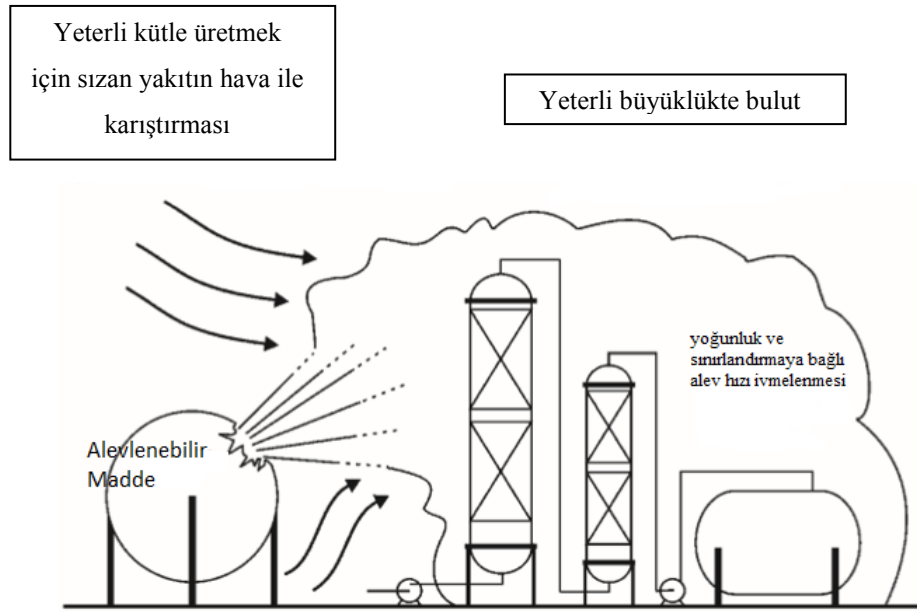 Yeterli kütle üretmek
için sızan yakıtın hava ile
karıştırması
Yeterli büyüklükte bulut
yoğunluk ve
sınırlandırmaya bağlı
alev hızı ivmelenmesi
Alevlenebilir
Madde